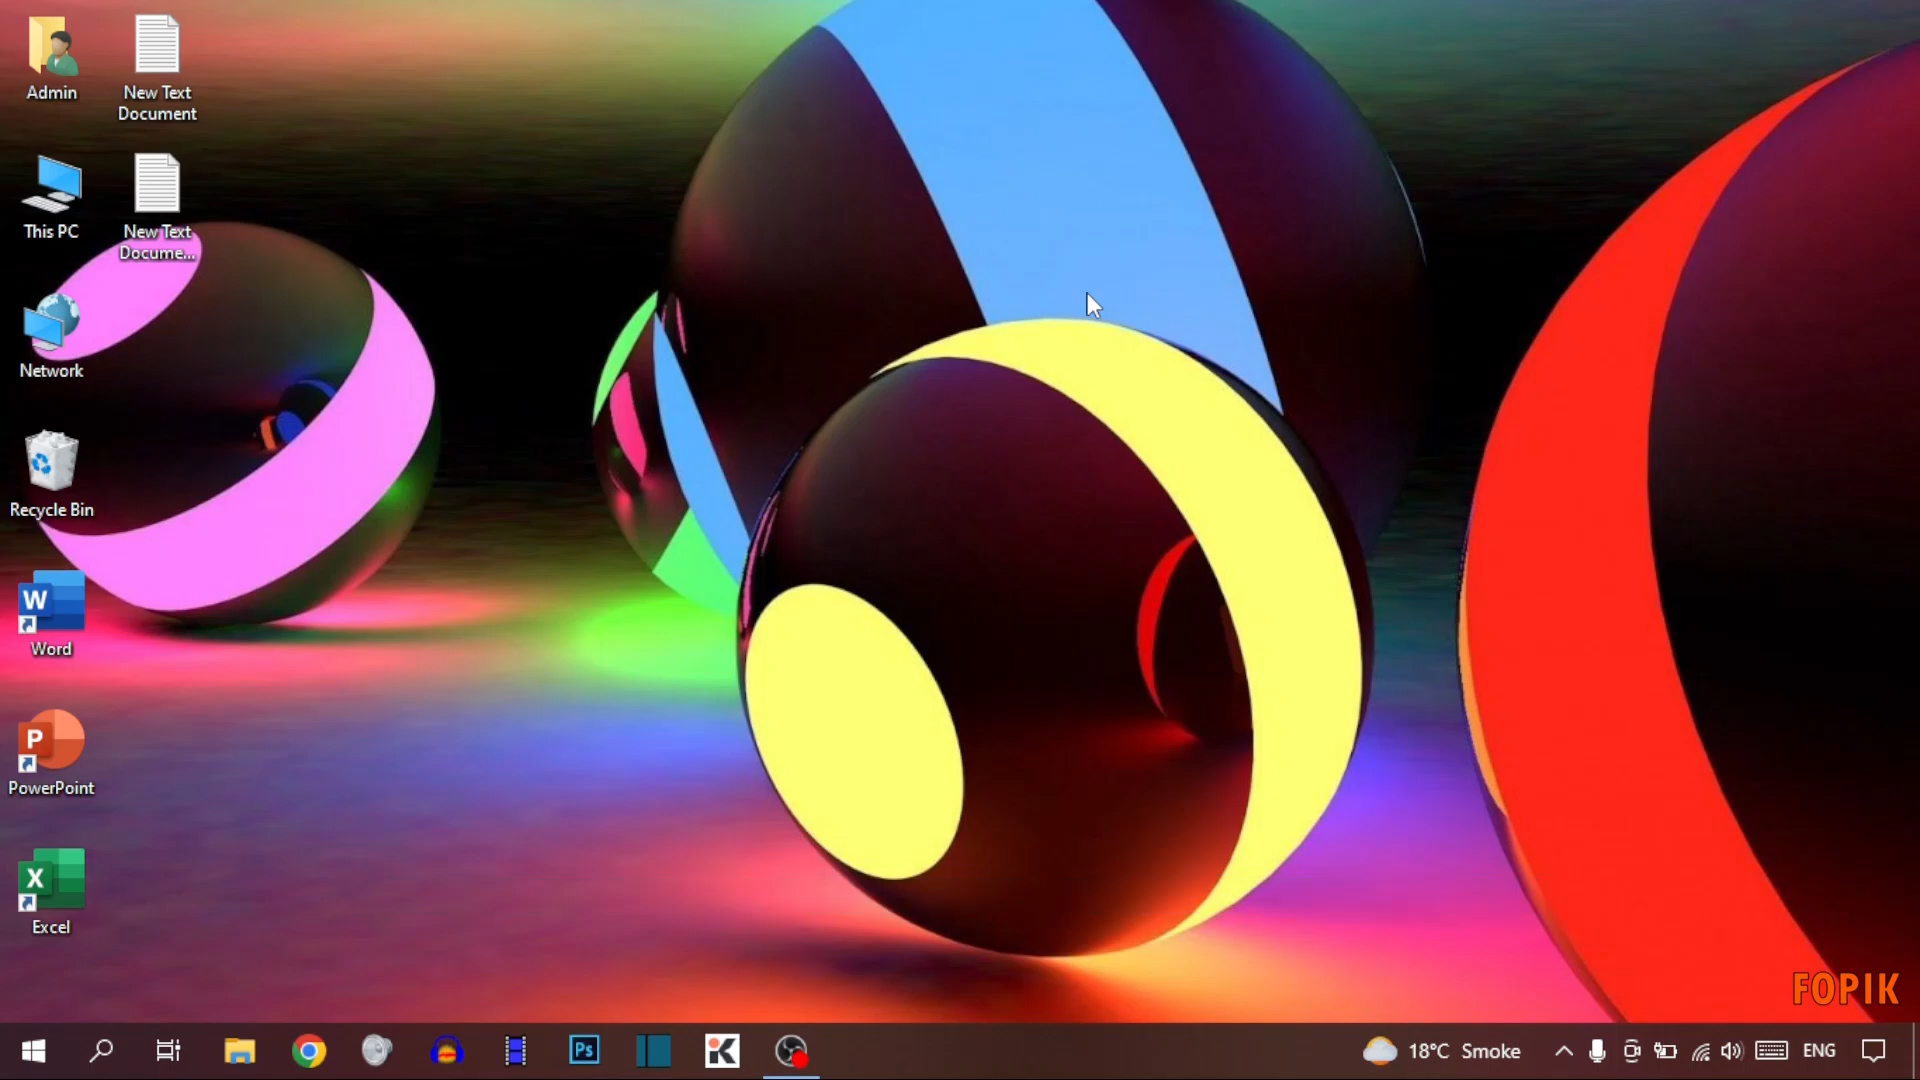 Admin
New Text
Document
This PC
New Text
Docume...
Network
Recycle Bin
W
Word
P
PowerPoint
X
Excel
FOPIK
Ps
K
18°C Smoke
ENG